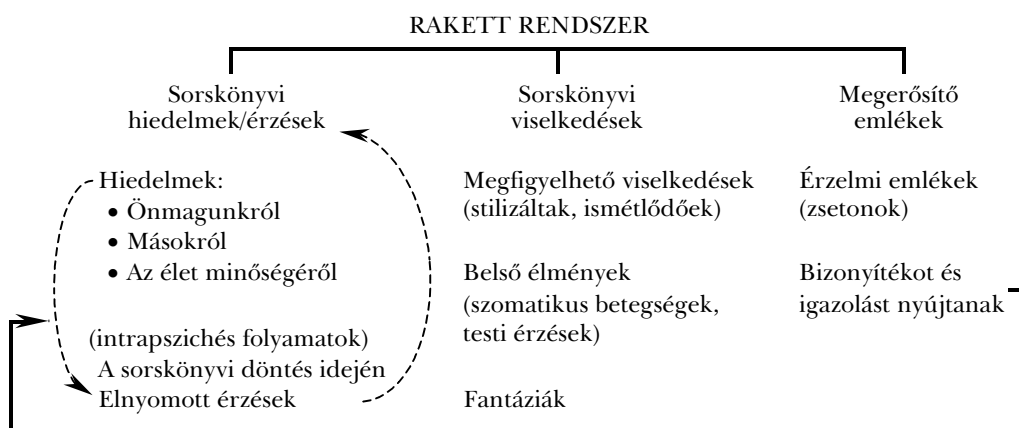 RAKETT RENDSZER
Sorskönyvi
hiedelmek/érzések
Hiedelmek:
• Önmagunkról
• Másokról
• Az élet minőségéről
(intrapszichés folyamatok)
A sorskönyvi döntés idején
Elnyomott érzések
Sorskönyvi
viselkedések
Megfigyelhető viselkedések
(stilizáltak, ismétlődőek)
Belső élmények
(szomatikus betegségek,
testi érzések)
Fantáziák
Megerősítő
emlékek
Érzelmi emlékek
(zsetonok)
Bizonyítékot és
igazolást nyújtanak